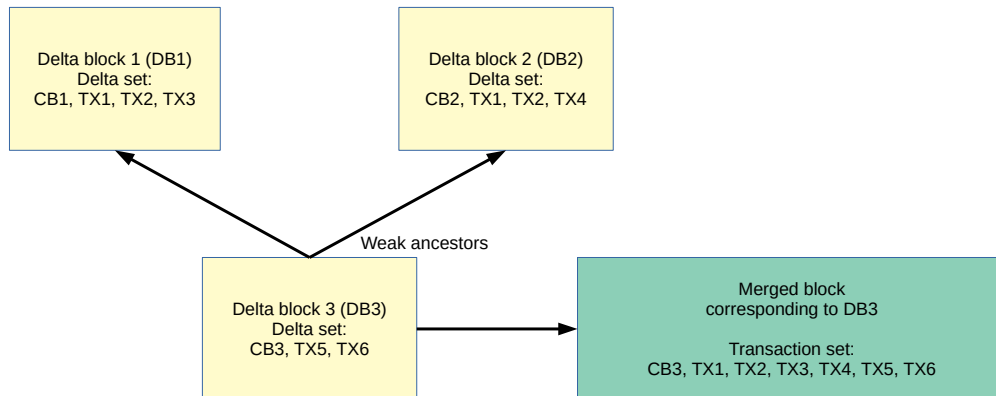 Delta block 1 (DB1)
Delta set:
CB1, TX1, TX2, TX3
Delta block 2 (DB2)
Delta set:
CB2, TX1, TX2, TX4
Weak ancestors
Delta block 3 (DB3)
Delta set:
CB3, TX5, TX6
Merged block
corresponding to DB3
Transaction set:
CB3, TX1, TX2, TX3, TX4, TX5, TX6